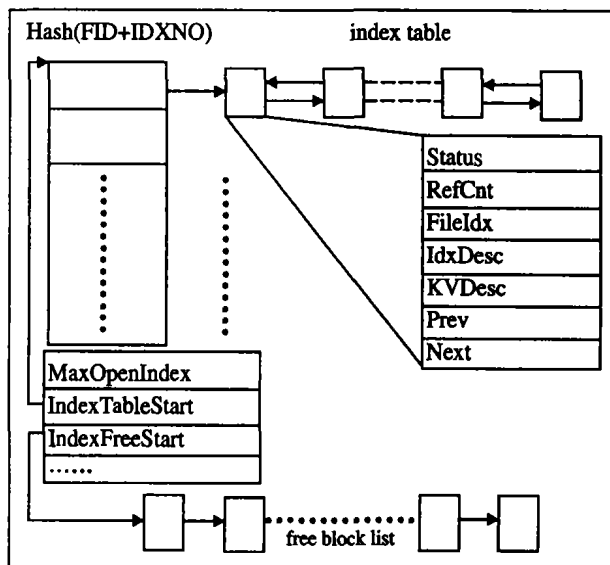 Hash(FID+IDXNO)
index table
Status
RefCnt
FileIdx
IdxDesc
KVDesc
Prev
Next
MaxOpenIndex
IndexTableStart
IndexFreeStart
......
free block list